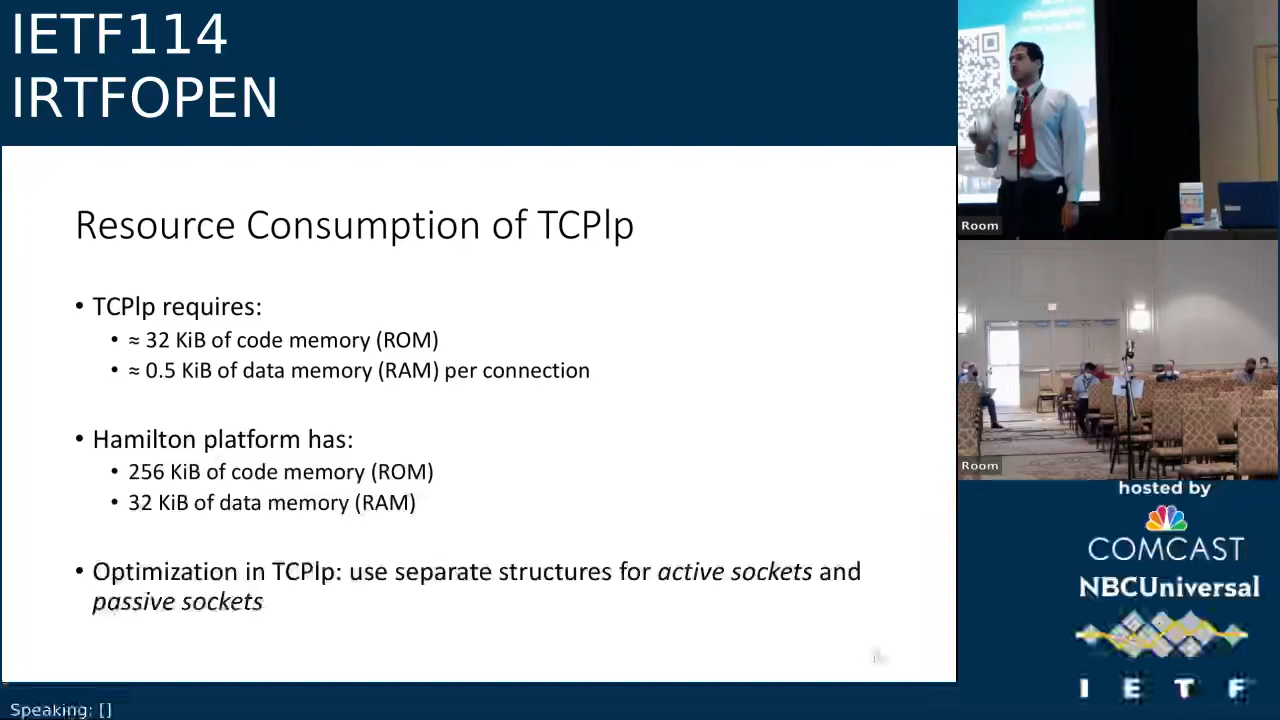 IETF114
IRTFOPEN
Resource Consumption of TCPlp
• TCPlp requires:
• ≈ 32 KiB of code memory (ROM)
• ≈ 0.5 KiB of data memory (RAM) per connection
• Hamilton platform has:
• 256 KiB of code memory (ROM)
• 32 KiB of data memory (RAM)
• Optimization in TCPlp: use separate structures for active sockets and
passive sockets
Speaking: []
Room
Room
hosted by
COMCAST
NBCUniversal
I E T F